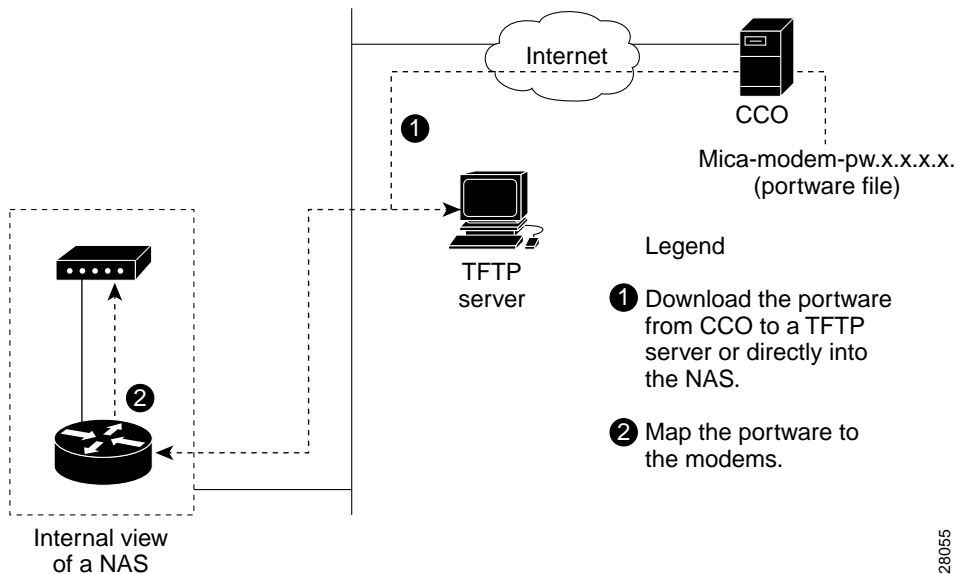 Internet
CCO
1
Mica-modem-pw.x.x.x.x.
(portware file)
TFTP
server
2
Internal view
of a NAS
Legend
1 Download the portware
from CCO to a TFTP
server or directly into
the NAS.
2 Map the portware to
the modems.
28055